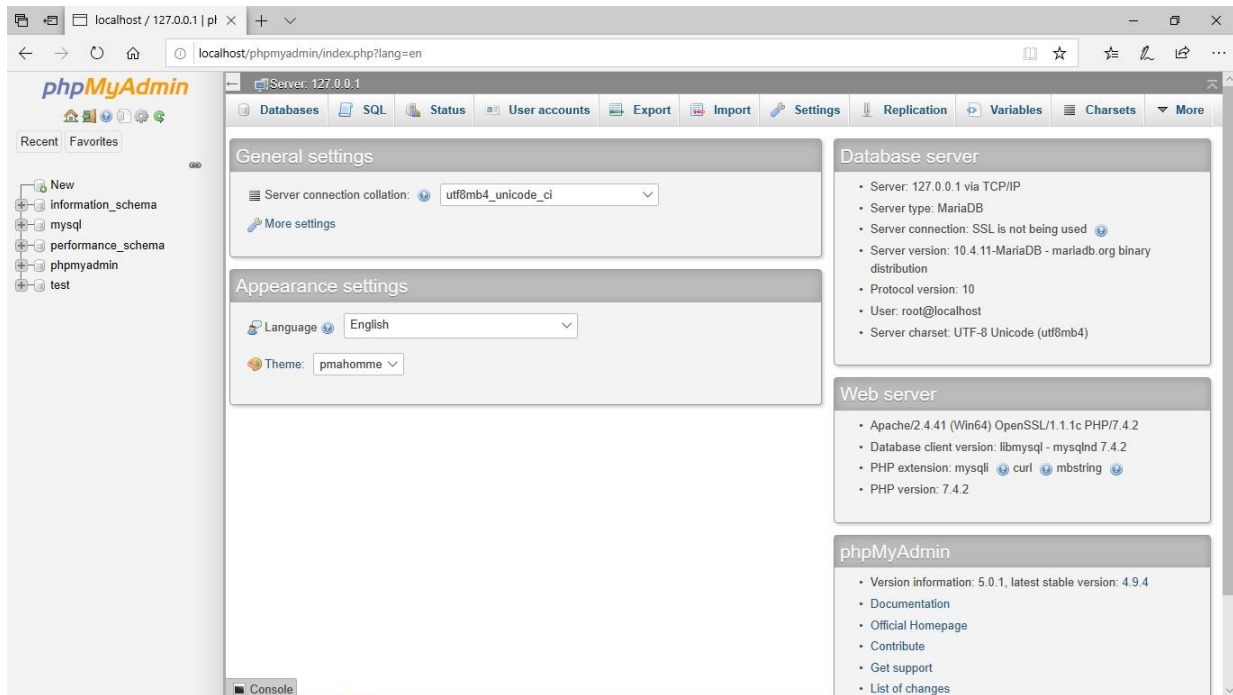 localhost / 127.0.0.1 | pl
localhost/phpmyadmin/index.php?lang=en
phpMyAdmin
Recent Favorites
New
information_schema
mysql
performance_schema
phpmyadmin
test
Server: 127.0.0.1
Databases SQL Status User accounts Export Import Settings Replication Variables Charsets More
General settings
Server connection collation: utf8mb4_unicode_ci
More settings
Appearance settings
Language English
Theme: pmahomme
Database server
• Server: 127.0.0.1 via TCP/IP
• Server type: MariaDB
• Server connection: SSL is not being used
• Server version: 10.4.11-MariaDB - mariadb.org binary
distribution
• Protocol version: 10
• User: root@localhost
• Server charset: UTF-8 Unicode (utf8mb4)
Web server
• Apache/2.4.41 (Win64) OpenSSL/1.1.1c PHP/7.4.2
• Database client version: libmysql - mysqlnd 7.4.2
• PHP extension: mysqli curl mbstring
• PHP version: 7.4.2
phpMyAdmin
• Version information: 5.0.1, latest stable version: 4.9.4
• Documentation
• Official Homepage
• Contribute
• Get support
• List of changes
Console